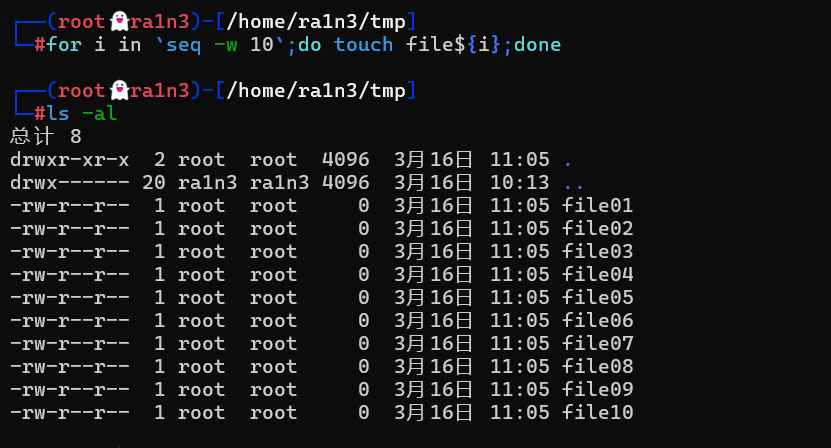 ┌──(root👻ra1n3)-[/home/ra1n3/tmp]
└─#for i in `seq -w 10`;do touch file${i};done
┌──(root👻ra1n3)-[/home/ra1n3/tmp]
└─#ls -al
总计 8
drwxr-xr-x  2 root  root  4096  3月16日 11:05 .
drwx------ 20 ra1n3 ra1n3 4096  3月16日 10:13 ..
-rw-r--r--  1 root  root     0  3月16日 11:05 file01
-rw-r--r--  1 root  root     0  3月16日 11:05 file02
-rw-r--r--  1 root  root     0  3月16日 11:05 file03
-rw-r--r--  1 root  root     0  3月16日 11:05 file04
-rw-r--r--  1 root  root     0  3月16日 11:05 file05
-rw-r--r--  1 root  root     0  3月16日 11:05 file06
-rw-r--r--  1 root  root     0  3月16日 11:05 file07
-rw-r--r--  1 root  root     0  3月16日 11:05 file08
-rw-r--r--  1 root  root     0  3月16日 11:05 file09
-rw-r--r--  1 root  root     0  3月16日 11:05 file10